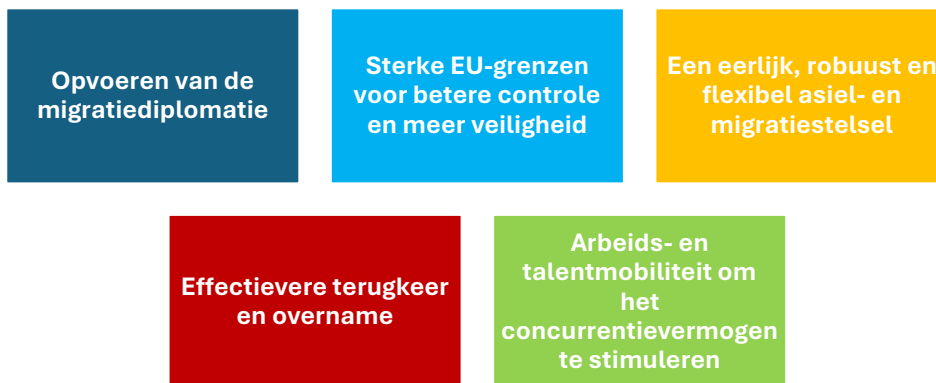 Opvoeren van de
migratiediplomatie
Sterke EU-grenzen
voor betere controle
en meer veiligheid
Een eerlijk, robuust en
flexibel asiel- en
migratiestelsel
Effectievere terugkeer
en overname
Arbeids- en
talentmobiliteit om
het
concurrentievermogen
te stimuleren